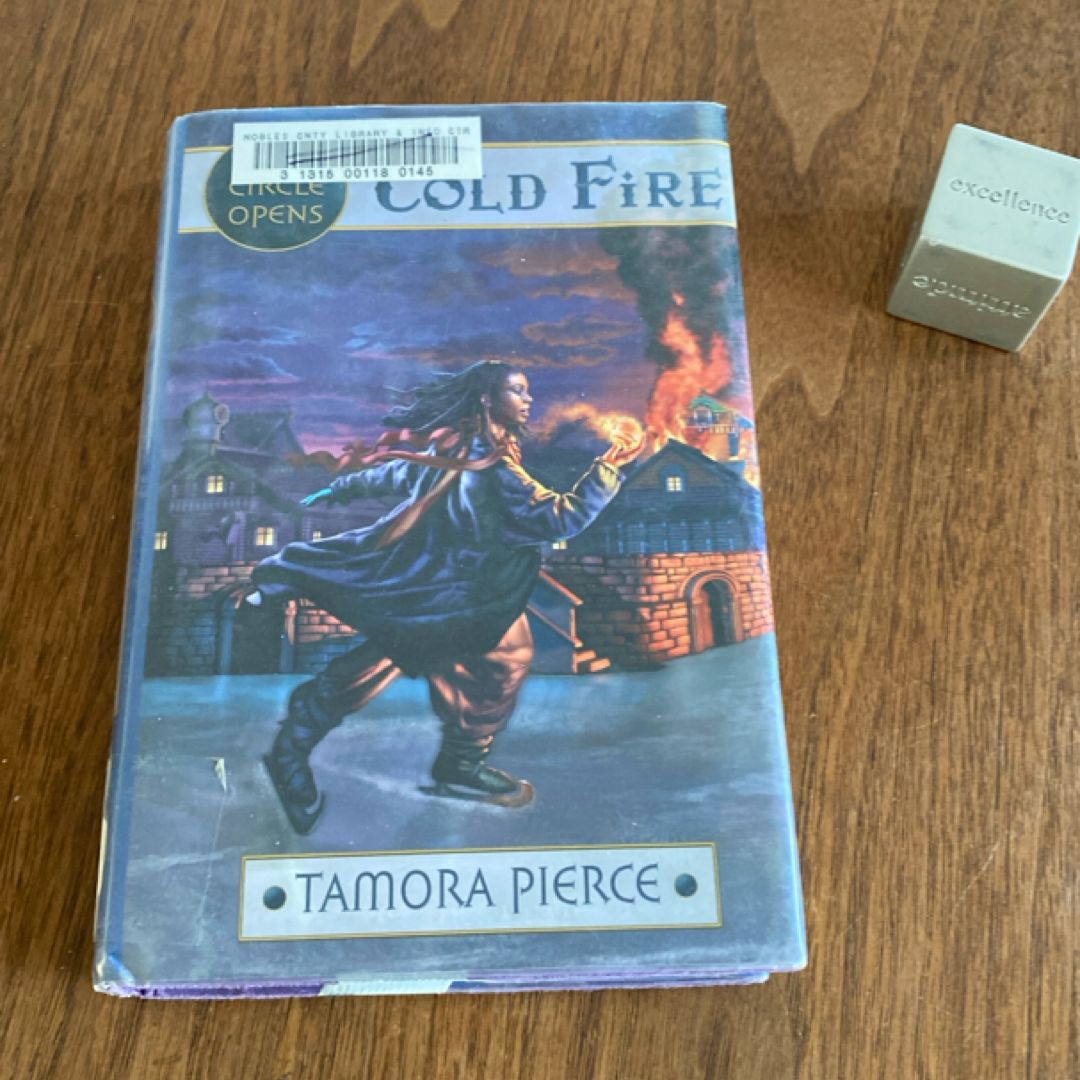 NOBLES CNTY LIBRARY & INFO CTR
3 1315 00118 0145
CIRCLE
OPENS
COLD FIRE
excellence
TAMORA PIERCE